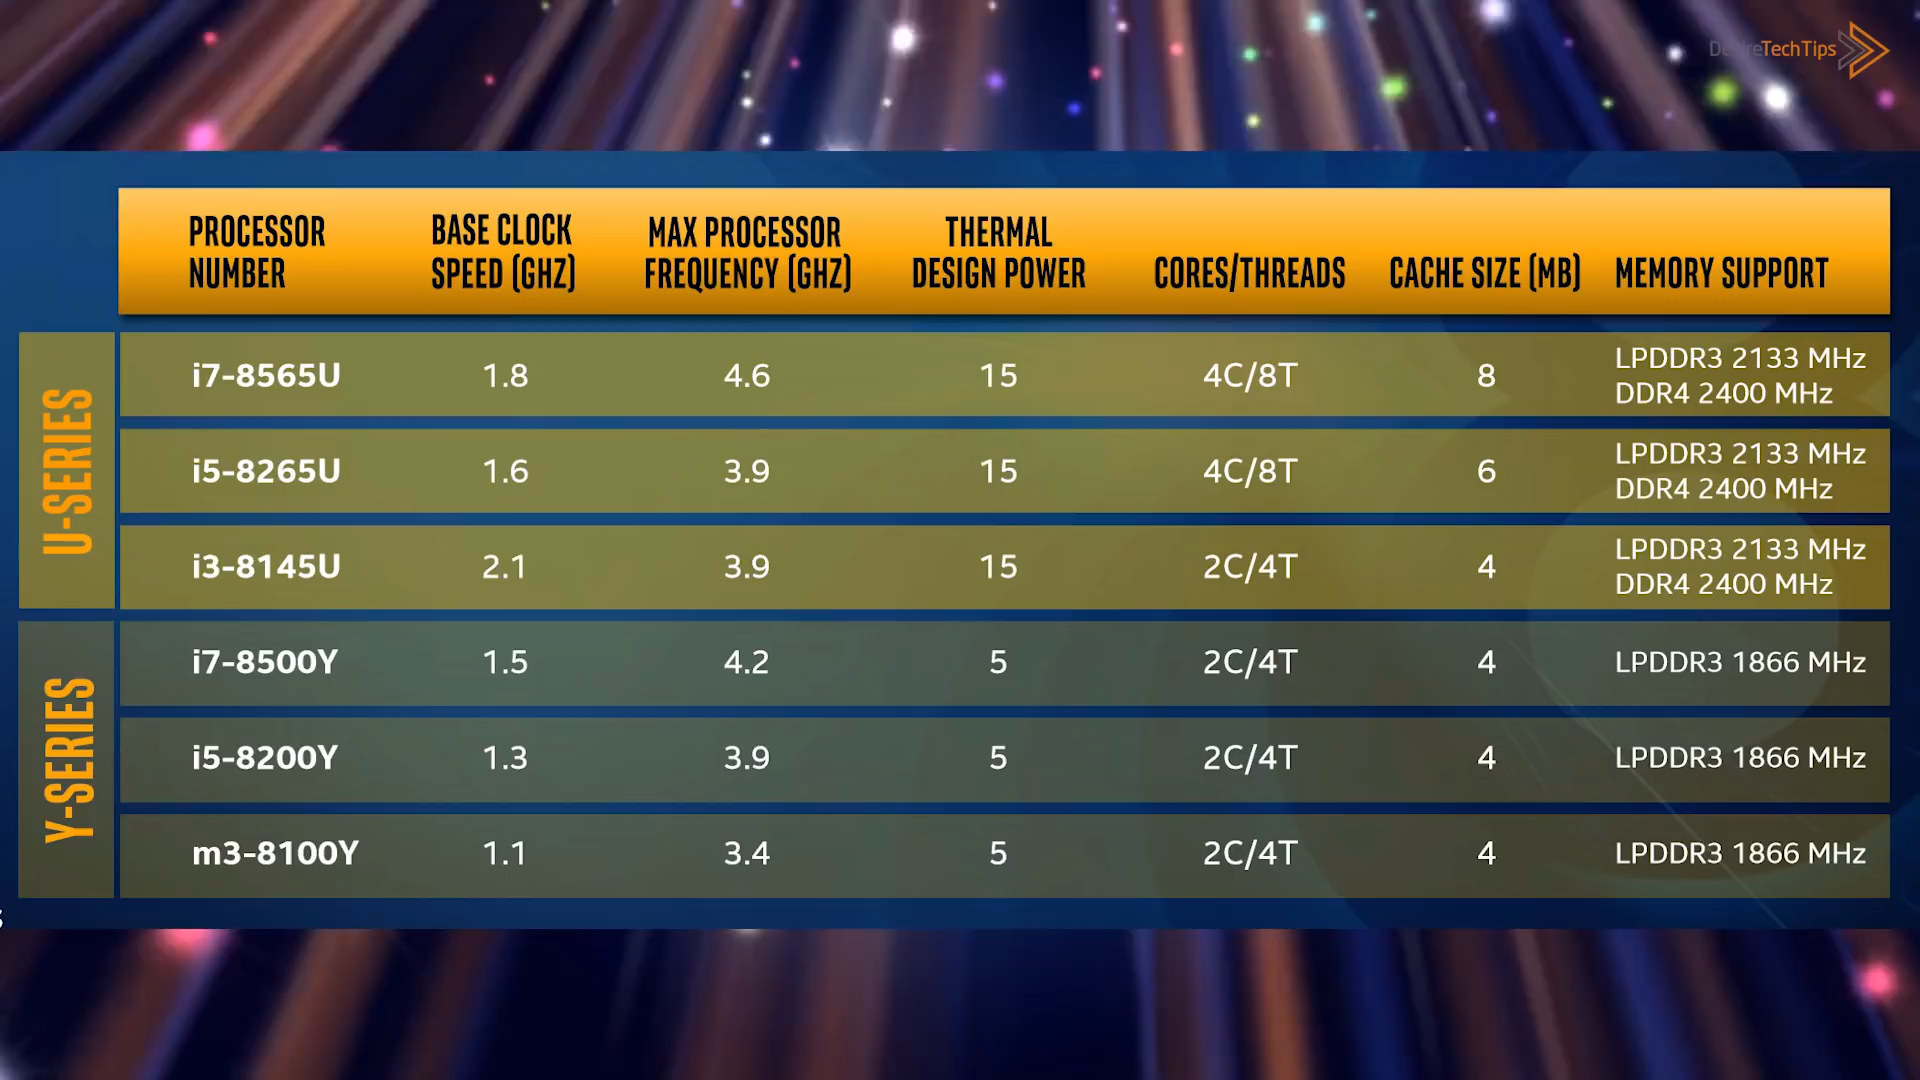 DesireTechTips
PROCESSOR NUMBER
BASE CLOCK SPEED (GHZ)
MAX PROCESSOR FREQUENCY (GHZ)
THERMAL DESIGN POWER
CORES/THREADS
CACHE SIZE (MB)
MEMORY SUPPORT
U-SERIES
i7-8565U 1.8 4.6 15 4C/8T 8 LPDDR3 2133 MHz
DDR4 2400 MHz
i5-8265U 1.6 3.9 15 4C/8T 6 LPDDR3 2133 MHz
DDR4 2400 MHz
i3-8145U 2.1 3.9 15 2C/4T 4 LPDDR3 2133 MHz
DDR4 2400 MHz
Y-SERIES
i7-8500Y 1.5 4.2 5 2C/4T 4 LPDDR3 1866 MHz
i5-8200Y 1.3 3.9 5 2C/4T 4 LPDDR3 1866 MHz
m3-8100Y 1.1 3.4 5 2C/4T 4 LPDDR3 1866 MHz